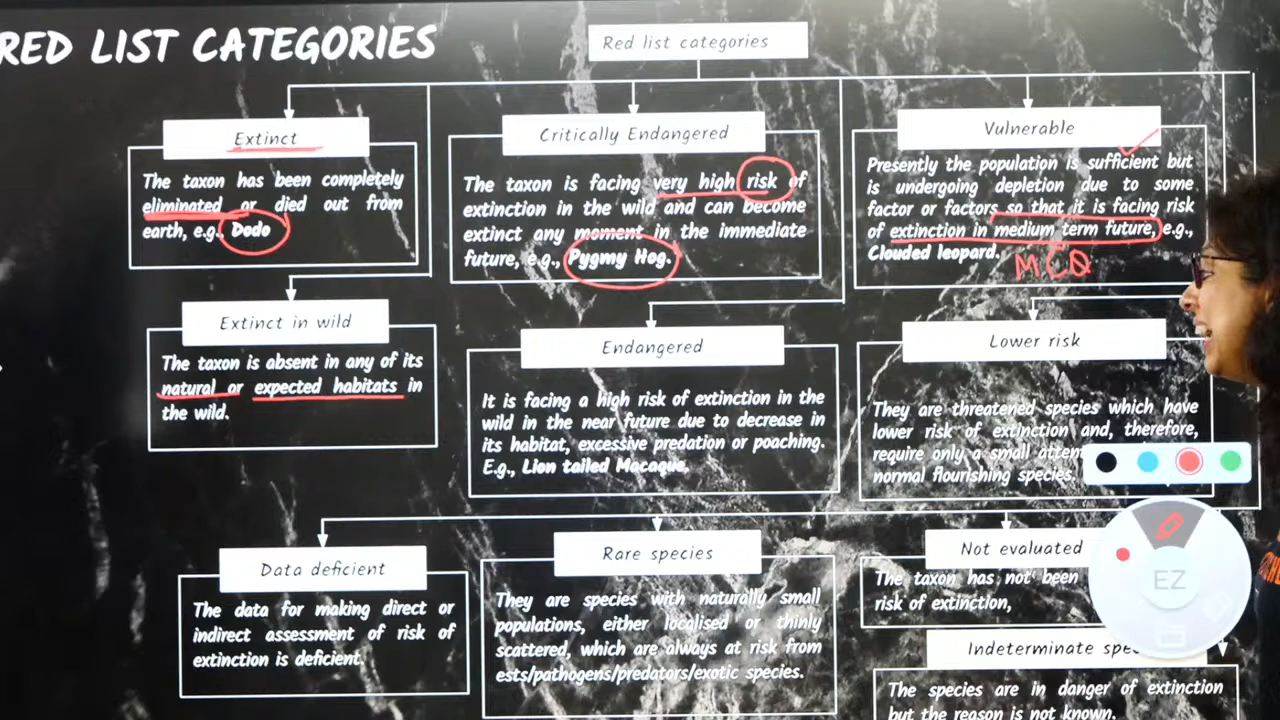 RED LIST CATEGORIES
Red list categories
Extinct
The taxon has been completely
eliminated or died out from
earth, e.g., Dodo
Critically Endangered
The taxon is facing very high risk of
extinction in the wild and can become
extinct any moment in the immediate
future, e.g., Pygmy Hog.
Vulnerable
Presently the population is sufficient but
is undergoing depletion due to some
factor or factors so that it is facing risk
of extinction in medium term future, e.g.,
Clouded leopard.
MCQ
Extinct in wild
The taxon is absent in any of its
natural or expected habitats in
the wild.
Endangered
It is facing a high risk of extinction in the
wild in the near future due to decrease in
its habitat, excessive predation or poaching.
E.g., Lion tailed Macaque.
Lower risk
They are threatened species which have
lower risk of extinction and, therefore,
require only a small
normal flourishing species.
Data deficient
The data for making direct or
indirect assessment of risk of
extinction is deficient.
Rare species
They are species with naturally small
populations, either localised or thinly
scattered, which are always at risk from
ests/pathogens/predators/exotic species.
Not evaluated
The taxon has not been
risk of extinction,
EZ
Indeterminate
The species are in danger of extinction
but the reason is not known.